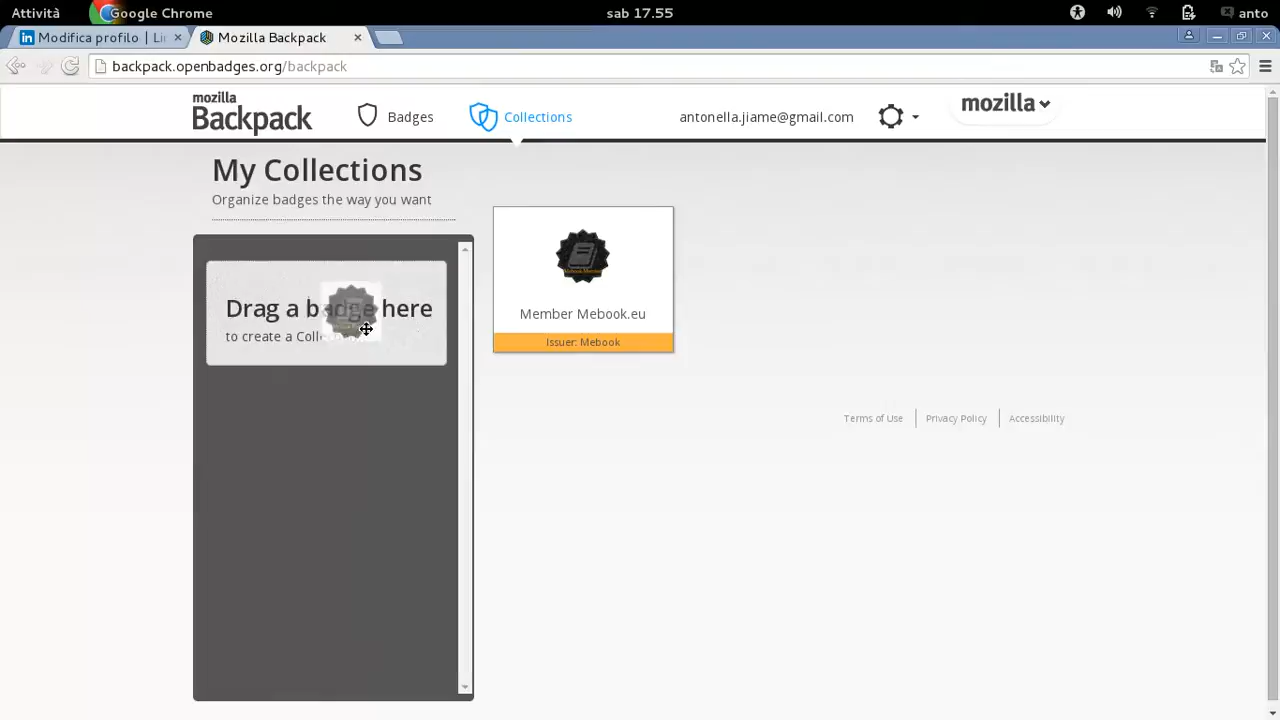 Attività
Google Chrome
sab 17.55
anto
Modifica profilo | Lin
Mozilla Backpack
backpack.openbadges.org/backpack
mozilla
Backpack
Badges
Collections
antonella.jiame@gmail.com
mozilla
My Collections
Organize badges the way you want
Drag a badge here
to create a Coll
Member Mebook.eu
Issuer: Mebook
Terms of Use
Privacy Policy
Accessibility